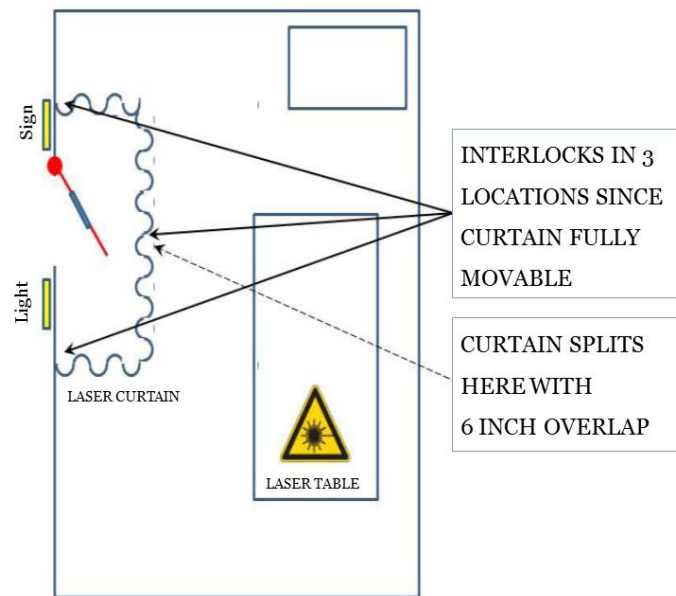 Sign
INTERLOCKS IN 3
LOCATIONS SINCE
CURTAIN FULLY
MOVABLE
Light
CURTAIN SPLITS
HERE WITH
6 INCH OVERLAP
LASER CURTAIN
LASER TABLE